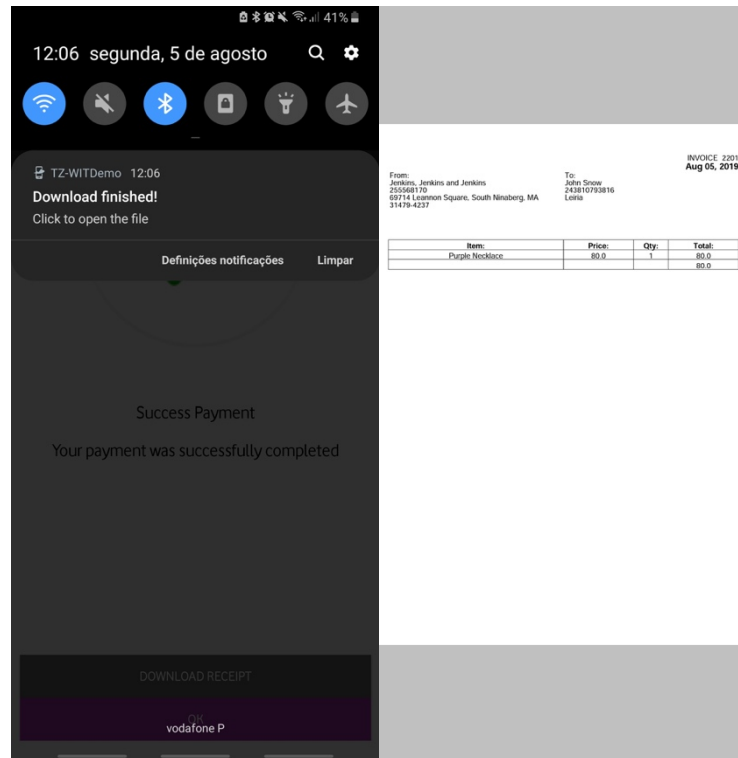 41%
12:06 segunda, 5 de agosto
TZ-WITDemo 12:06
Download finished!
Click to open the file
Definições notificações Limpar
Success Payment
Your payment was successfully completed
DOWNLOAD RECEIPT
OK
vodafone P
INVOICE 2201
Aug 05, 2019
From:
Jenkins, Jenkins and Jenkins
255568170
69714 Leannon Square, South Ninaberg, MA
31479-4237
To:
John Snow
243810793816
Leiria
Item: Price: Qty: Total:
Purple Necklace 80.0 1 80.0
80.0